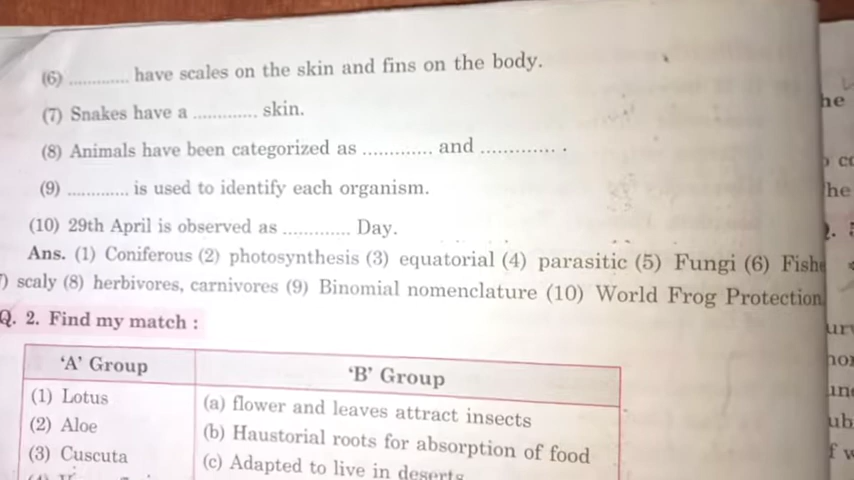 (6) ............ have scales on the skin and fins on the body.
(7) Snakes have a ............. skin.
(8) Animals have been categorized as ............. and .............. .
(9) ............. is used to identify each organism.
(10) 29th April is observed as ............. Day.
Ans. (1) Coniferous (2) photosynthesis (3) equatorial (4) parasitic (5) Fungi (6) Fishe
) scaly (8) herbivores, carnivores (9) Binomial nomenclature (10) World Frog Protection
Q. 2. Find my match :
'A' Group
'B' Group
(1) Lotus
(a) flower and leaves attract insects
(2) Aloe
(b) Haustorial roots for absorption of food
(3) Cuscuta
(c) Adapted to live in deserts